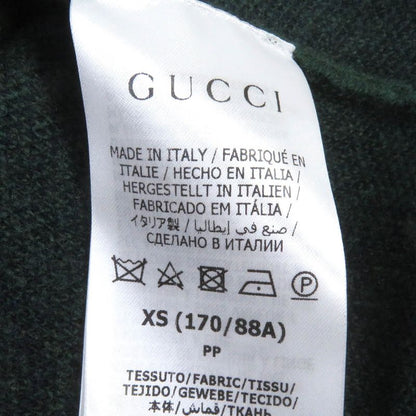 GUCCI
MADE IN ITALY / FABRIQUÉ EN
ITALIE / HECHO EN ITALIA /
HERGESTELLT IN ITALIEN /
FABRICADO EM ITÁLIA /
イタリア製 / صنع في إيطاليا /
СДЕЛАНО В ИТАЛИИ
P
XS (170/88A)
PP
TESSUTO/FABRIC/TISSU/
TEJIDO/GEWEBE/TECIDO/
本体/قماش/ТКАНЬ